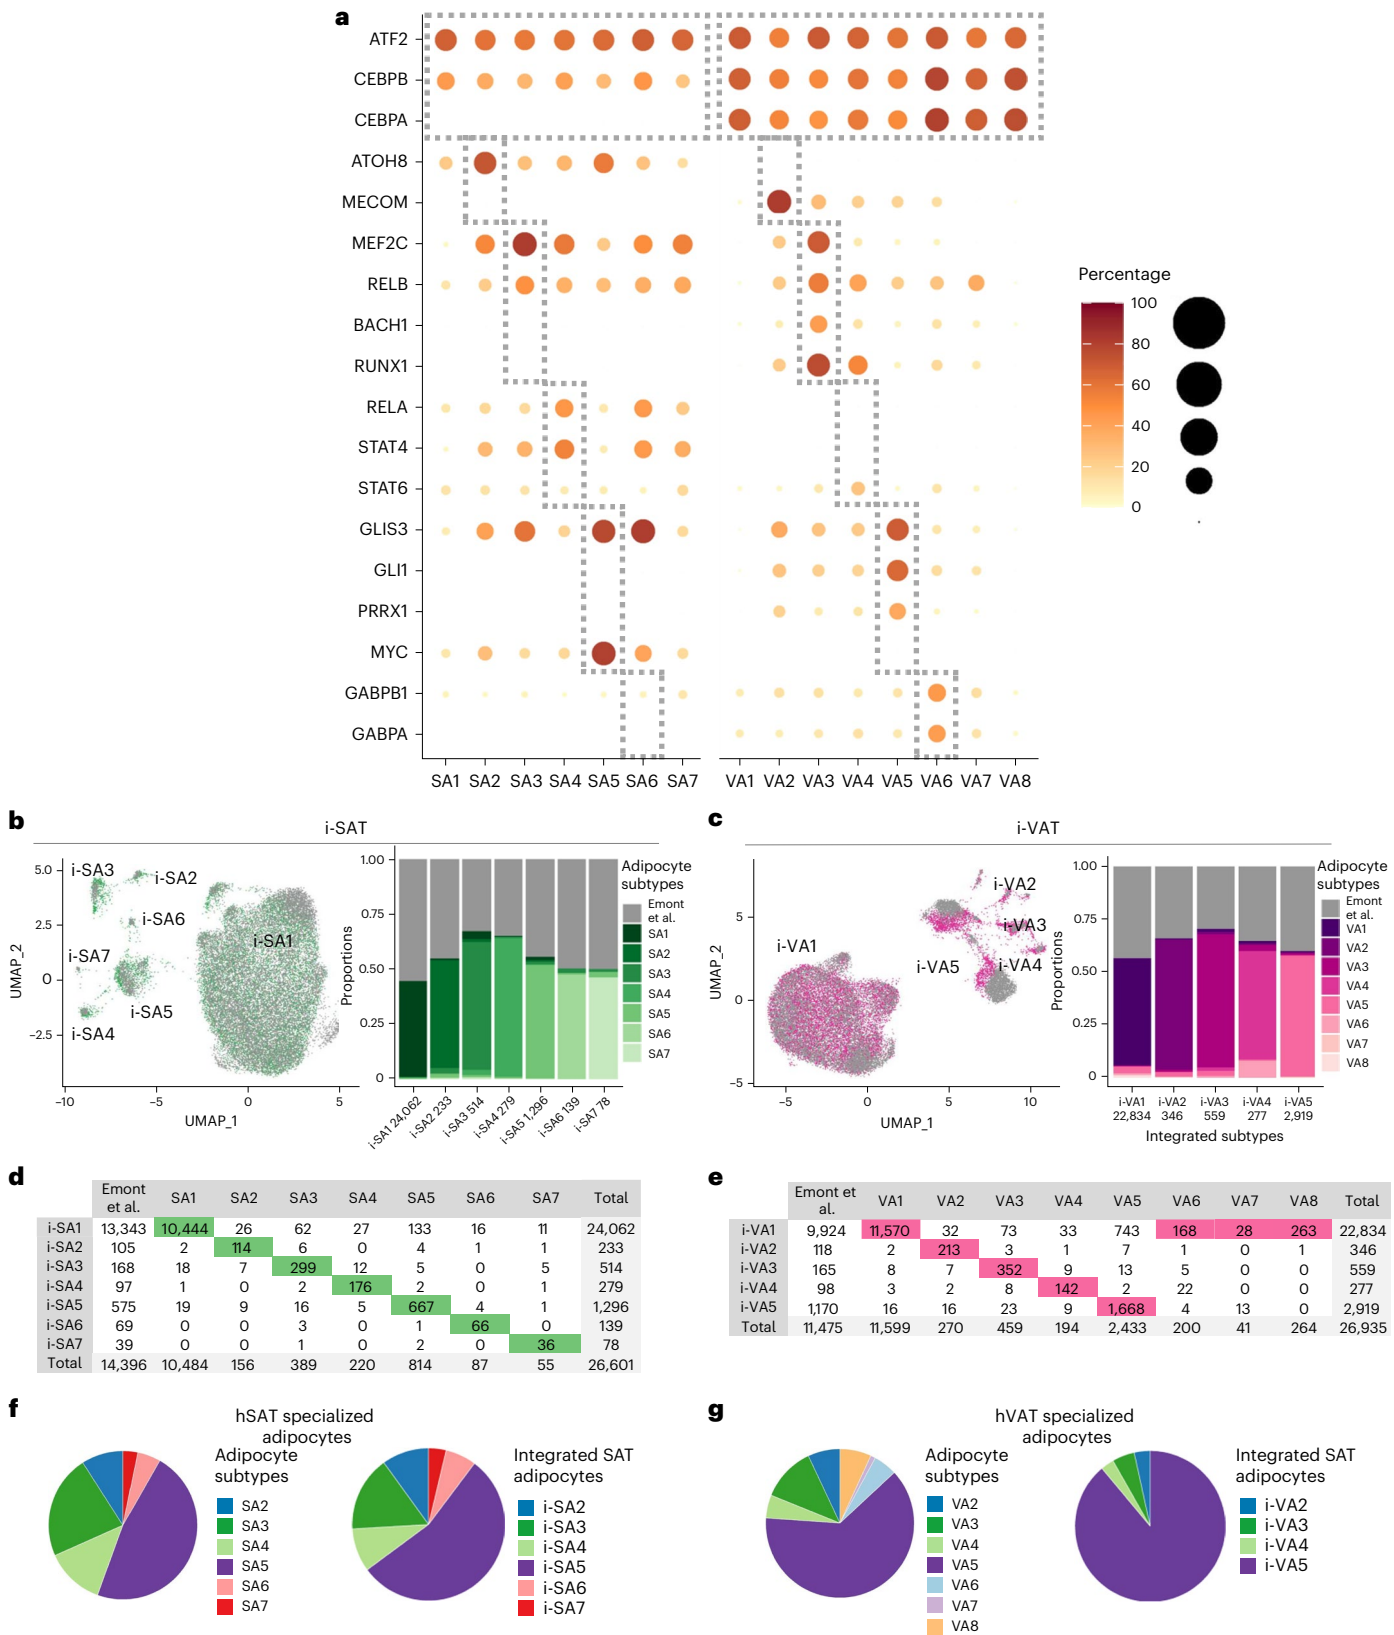 a
ATF2
CEBPB
CEBPA
ATOH8
MECOM
MEF2C
RELB
BACH1
RUNX1
RELA
STAT4
STAT6
GLIS3
GLI1
PRRX1
MYC
GABPB1
GABPA
SA1 SA2 SA3 SA4 SA5 SA6 SA7 VA1 VA2 VA3 VA4 VA5 VA6 VA7 VA8
Percentage
100
80
60
40
20
0
b
i-SAT
5.0
2.5
0
−2.5
UMAP_2
−10 −5 0 5
UMAP_1
i-SA3
i-SA2
i-SA6
i-SA1
i-SA7
i-SA5
i-SA4
Proportions
1.00
0.75
0.50
0.25
0
i-SA1 24,062
i-SA2 233
i-SA3 514
i-SA4 279
i-SA5 1,296
i-SA6 139
i-SA7 78
Adipocyte
subtypes
Emont
et al.
SA1
SA2
SA3
SA4
SA5
SA6
SA7
c
i-VAT
5
0
−5
UMAP_2
−5 0 5 10
UMAP_1
i-VA2
i-VA3
i-VA1
i-VA5
i-VA4
Proportions
1.00
0.75
0.50
0.25
0
i-VA1 i-VA2 i-VA3 i-VA4 i-VA5
22,834 346 559 277 2,919
Integrated subtypes
Adipocyte
subtypes
Emont
et al.
VA1
VA2
VA3
VA4
VA5
VA6
VA7
VA8
d
Emont et al. SA1 SA2 SA3 SA4 SA5 SA6 SA7 Total
i-SA1 13,343 10,444 26 62 27 133 16 11 24,062
i-SA2 105 2 114 6 0 4 1 1 233
i-SA3 168 18 7 299 12 5 0 5 514
i-SA4 97 1 0 2 176 2 0 1 279
i-SA5 575 19 9 16 5 667 4 1 1,296
i-SA6 69 0 0 3 0 1 66 0 139
i-SA7 39 0 0 1 0 2 0 36 78
Total 14,396 10,484 156 389 220 814 87 55 26,601
e
Emont et al. VA1 VA2 VA3 VA4 VA5 VA6 VA7 VA8 Total
i-VA1 9,924 11,570 32 73 33 743 168 28 263 22,834
i-VA2 118 2 213 3 1 7 1 0 1 346
i-VA3 165 8 7 352 9 13 5 0 0 559
i-VA4 98 3 2 8 142 2 22 0 0 277
i-VA5 1,170 16 16 23 9 1,668 4 13 0 2,919
Total 11,475 11,599 270 459 194 2,433 200 41 264 26,935
f
hSAT specialized
adipocytes
Adipocyte
subtypes
SA2
SA3
SA4
SA5
SA6
SA7
Integrated SAT
adipocytes
i-SA2
i-SA3
i-SA4
i-SA5
i-SA6
i-SA7
g
hVAT specialized
adipocytes
Adipocyte
subtypes
VA2
VA3
VA4
VA5
VA6
VA7
VA8
Integrated SAT
adipocytes
i-VA2
i-VA3
i-VA4
i-VA5